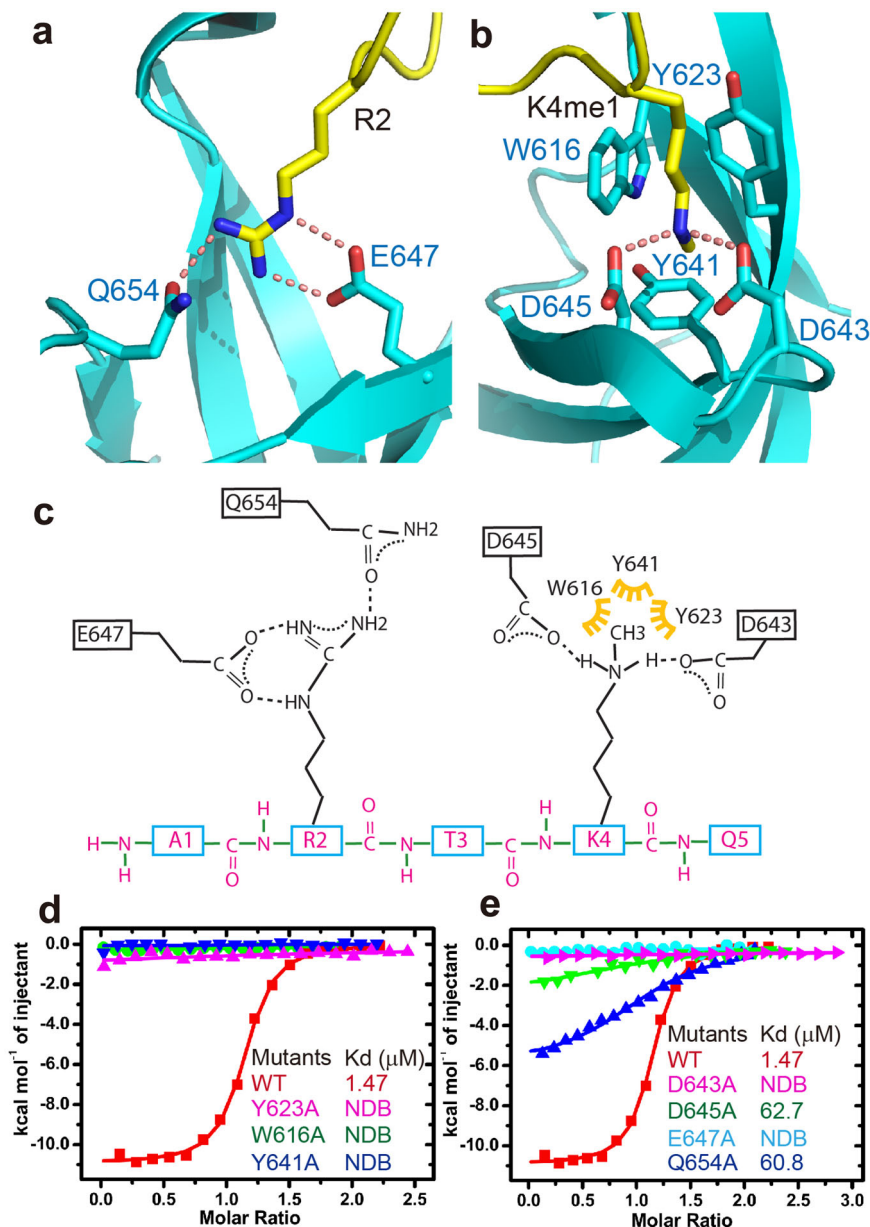 a
R2
Q654
E647
b
Y623
K4me1
W616
Y641
D645
D643
c
Q654
C
NH2
O
E647
O
C
O
HN
NH2
C
HN
D645
O
C
O
Y641
W616
Y623
CH3
H
N
H
D643
O
C
O
H
N
H
A1
C
O
H
N
R2
O
C
N
H
T3
C
O
H
N
K4
O
C
N
H
Q5
d
kcal mol⁻¹ of injectant
0.0
-2.0
-4.0
-6.0
-8.0
-10.0
Mutants Kd (μM)
WT 1.47
Y623A NDB
W616A NDB
Y641A NDB
0.0 0.5 1.0 1.5 2.0 2.5
Molar Ratio
e
kcal mol⁻¹ of injectant
0.0
-2.0
-4.0
-6.0
-8.0
-10.0
Mutants Kd (μM)
WT 1.47
D643A NDB
D645A 62.7
E647A NDB
Q654A 60.8
0.0 0.5 1.0 1.5 2.0 2.5 3.0
Molar Ratio